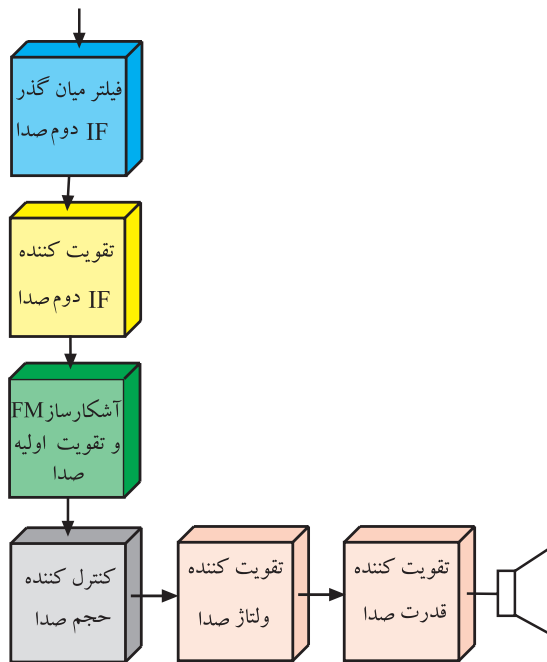 فیلتر میان گذر
IF دوم صدا
تقویت کننده
IF دوم صدا
آشکارساز FM
و تقویت اولیه
صدا
کنترل کننده
حجم صدا
تقویت کننده
ولتاژ صدا
تقویت کننده
قدرت صدا